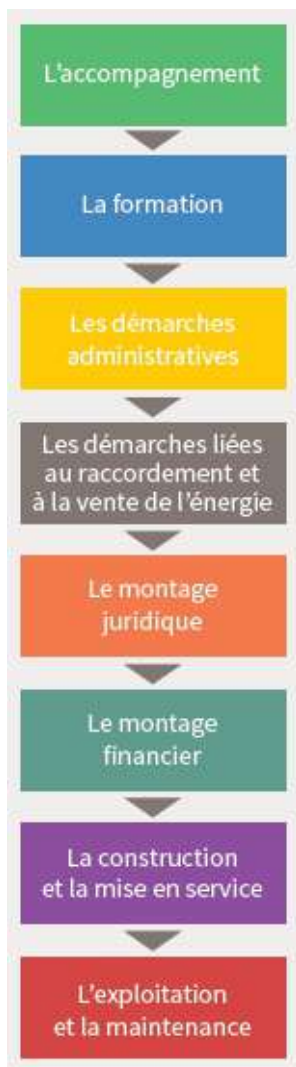 L'accompagnement
La formation
Les démarches
administratives
Les démarches liées
au raccordement et
à la vente de l'énergie
Le montage
juridique
Le montage
financier
La construction
et la mise en service
L'exploitation
et la maintenance